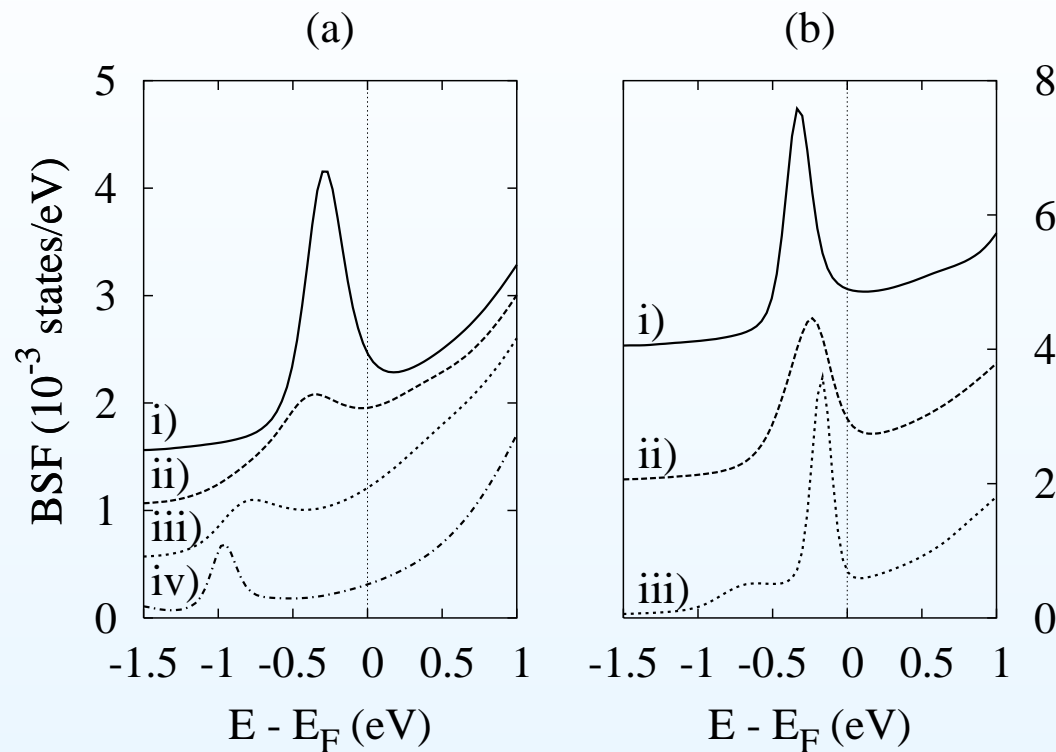 (a)
(b)
BSF (10^-3 states/eV)
5
4
3
2
1
0
i)
ii)
iii)
iv)
-1.5 -1 -0.5 0 0.5 1
E - E_F (eV)
8
6
4
2
0
i)
ii)
iii)
-1.5 -1 -0.5 0 0.5 1
E - E_F (eV)